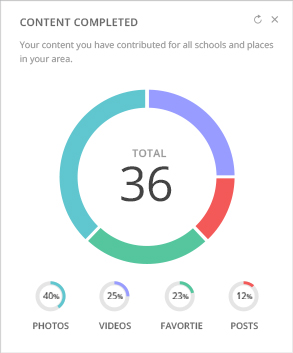 CONTENT COMPLETED
Your content you have contributed for all schools and places
in your area.
TOTAL
36
40% 25% 23% 12%
PHOTOS VIDEOS FAVORTIE POSTS